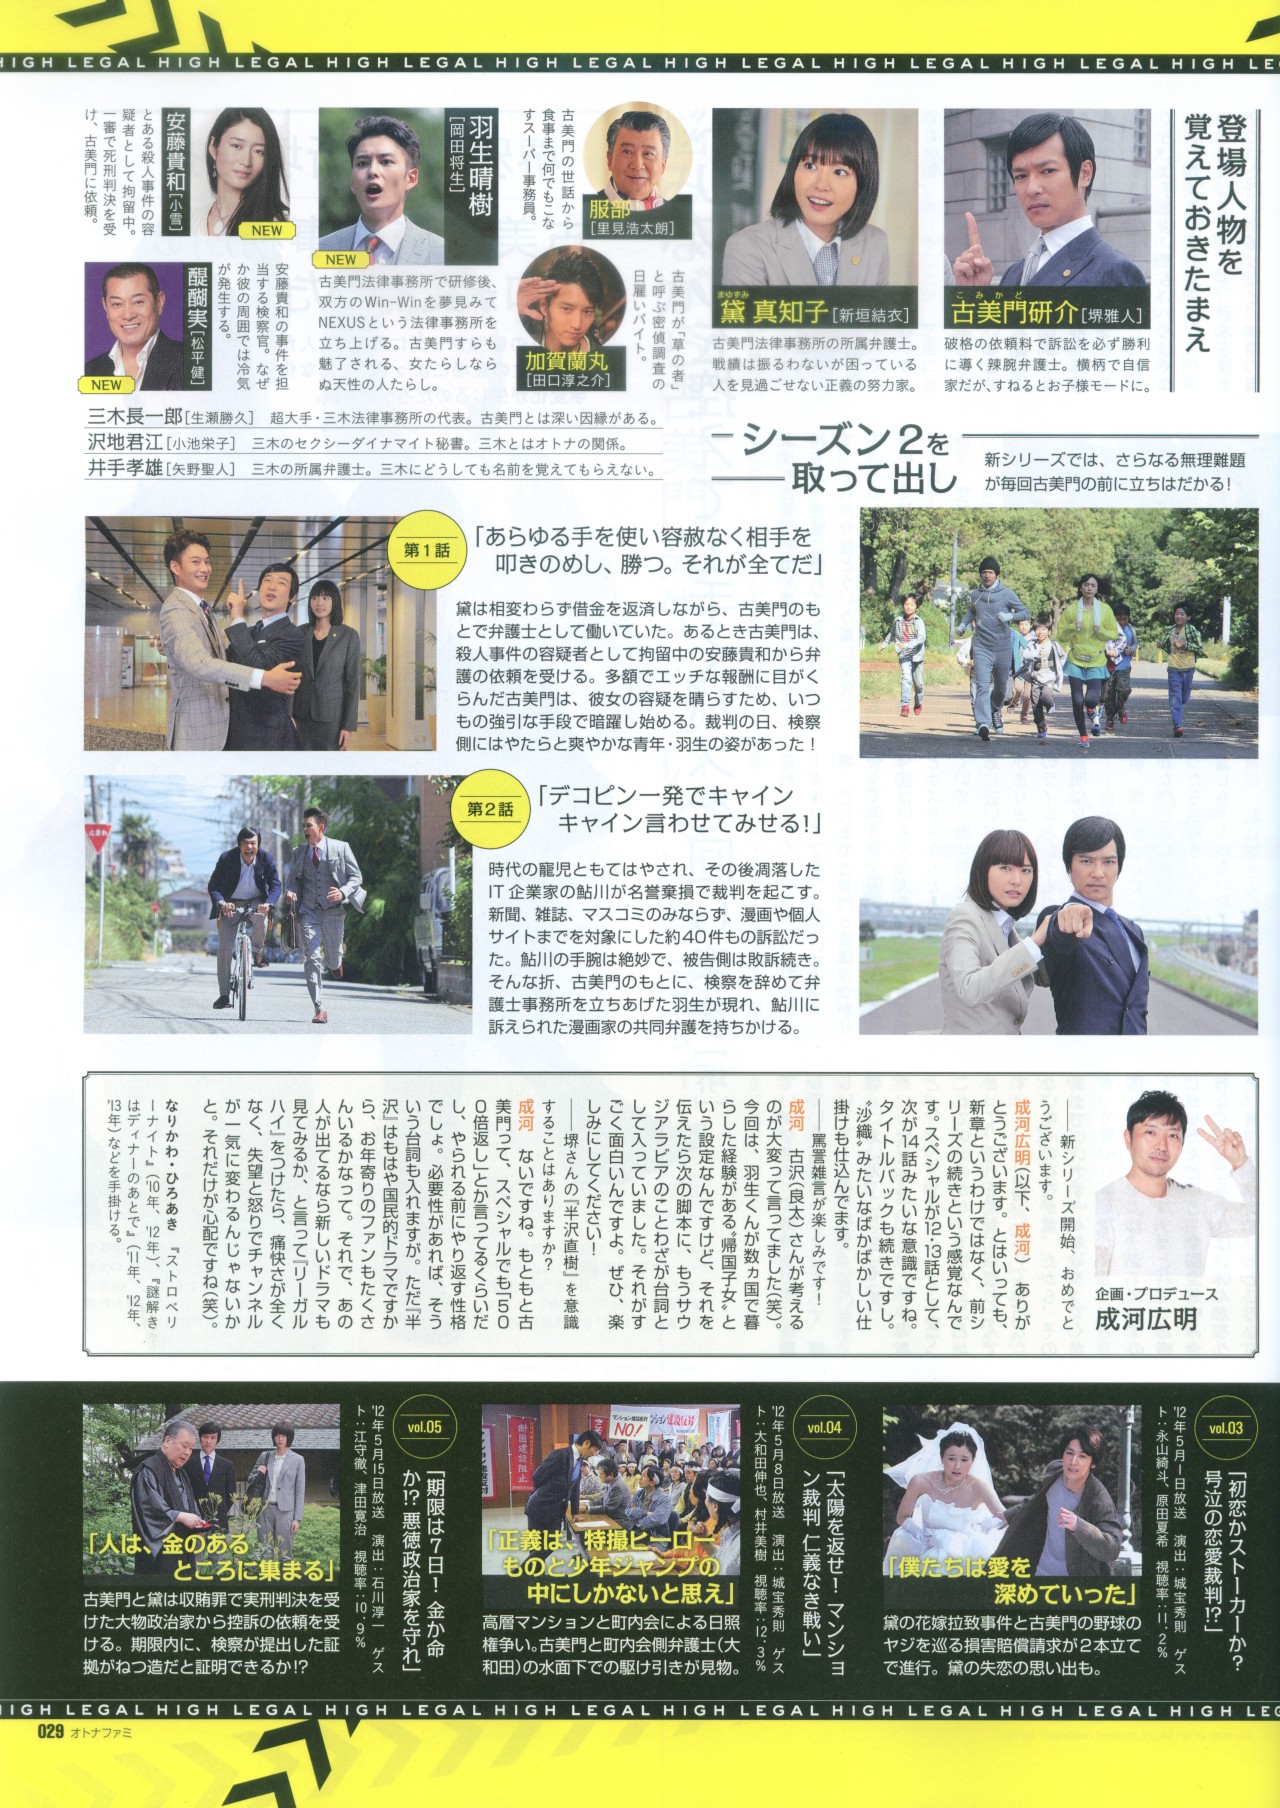 HIGH LEGAL HIGH LEGAL HIGH LEGAL HIGH LEGAL HIGH LEGAL HIGH LEGAL HIGH LEGAL HIGH LE
登場人物を
覚えておきたまえ
こみかど
古美門研介[堺雅人]
破格の依頼料で訴訟を必ず勝利
に導く辣腕弁護士。横柄で自信
家だが、すねるとお子様モードに。
まゆずみ
黛 真知子[新垣結衣]
古美門法律事務所の所属弁護士。
戦績は振るわないが困っている
人を見過ごせない正義の努力家。
服部
[里見浩太朗]
古美門の世話から
食事まで何でもこな
すスーパー事務員。
加賀蘭丸
[田口淳之介]
古美門が「草の者」
と呼ぶ密偵調査の
日雇いバイト。
羽生晴樹
[岡田将生]
NEW
古美門法律事務所で研修後、
双方のWin-Winを夢見みて
NEXUSという法律事務所を
立ち上げる。古美門すらも
魅了される、女たらしなら
ぬ天性の人たらし。
安藤貴和[小雪]
NEW
とある殺人事件の容
疑者として拘留中。
一審で死刑判決を受
け、古美門に依頼。
醍醐実[松平健]
NEW
安藤貴和の事件を担
当する検察官。なぜ
か彼の周囲では冷気
が発生する。
三木長一郎[生瀬勝久] 超大手・三木法律事務所の代表。古美門とは深い因縁がある。
沢地君江[小池栄子] 三木のセクシーダイナマイト秘書。三木とはオトナの関係。
井手孝雄[矢野聖人] 三木の所属弁護士。三木にどうしても名前を覚えてもらえない。
シーズン2を
取って出し
新シリーズでは、さらなる無理難題
が毎回古美門の前に立ちはだかる!
第1話
「あらゆる手を使い容赦なく相手を
叩きのめし、勝つ。それが全てだ」
黛は相変わらず借金を返済しながら、古美門のも
とで弁護士として働いていた。あるとき古美門は、
殺人事件の容疑者として拘留中の安藤貴和から弁
護の依頼を受ける。多額でエッチな報酬に目がく
らんだ古美門は、彼女の容疑を晴らすため、いつ
もの強引な手段で暗躍し始める。裁判の日、検察
側にはやたらと爽やかな青年・羽生の姿があった!
第2話
「デコピン一発でキャイン
キャイン言わせてみせる!」
時代の寵児ともてはやされ、その後凋落した
IT企業家の鮎川が名誉棄損で裁判を起こす。
新聞、雑誌、マスコミのみならず、漫画や個人
サイトまでを対象にした約40件もの訴訟だっ
た。鮎川の手腕は絶妙で、被告側は敗訴続き。
そんな折、古美門のもとに、検察を辞めて弁
護士事務所を立ちあげた羽生が現れ、鮎川に
訴えられた漫画家の共同弁護を持ちかける。
企画・プロデュース
成河広明
――新シリーズ開始、おめでと
うございます。
成河広明(以下、成河) ありが
とうございます。とはいっても、
新章というわけではなく、前シ
リーズの続きという感覚なんで
す。スペシャルが12・13話として、
次が14話みたいな意識ですね。
タイトルバックも続きですし。
“沙織”みたいなばかばかしい仕
掛けも仕込んでます。
――罵詈雑言が楽しみです!
成河 古沢(良太)さんが考える
のが大変って言ってました(笑)。
今回は、羽生くんが数ヵ国で暮
らした経験がある“帰国子女”と
いう設定なんですけど、それを
伝えたら次の脚本に、もうサウ
ジアラビアのことわざが台詞と
して入っていました。それがす
ごく面白いんですよ。ぜひ、楽
しみにしてください!
――堺さんの『半沢直樹』を意識
することはありますか?
成河 ないですね。もともと古
美門って、スペシャルでも「50
0倍返し」とか言ってるくらいだ
し、やられる前にやり返す性格
でしょ。必要性があれば、そう
いう台詞も入れますが。ただ『半
沢』はもはや国民的ドラマですか
ら、お年寄りのファンもたくさ
んいるかなって。それで、あの
人が出てるなら新しいドラマも
見てみるか、と言って『リーガル
ハイ』をつけたら、痛快さが全く
なく、失望と怒りでチャンネル
が一気に変わるんじゃないか
と。それだけが心配ですね(笑)。
なりかわ・ひろあき 『ストロベリ
ーナイト』('10年、'12年)、『謎解き
はディナーのあとで』('11年、'12年、
'13年)などを手掛ける。
vol.03
「初恋かストーカーか?
号泣の恋愛裁判!?」
'12年5月1日放送 演出:城宝秀則 ゲス
ト:永山絢斗、原田夏希 視聴率:11.2%
「僕たちは愛を
深めていった」
黛の花嫁拉致事件と古美門の野球の
ヤジを巡る損害賠償請求が2本立て
で進行。黛の失恋の思い出も。
vol.04
「太陽を返せ!マンショ
ン裁判 仁義なき戦い」
'12年5月8日放送 演出:城宝秀則 ゲス
ト:大和田伸也、村井美樹 視聴率:12.3%
マンション建設反対
NO!
断固建設阻止
「正義は、特撮ヒーロー
ものと少年ジャンプの
中にしかないと思え」
高層マンションと町内会による日照
権争い。古美門と町内会側弁護士(大
和田)の水面下での駆け引きが見物。
vol.05
「期限は7日!金か命
か!?悪徳政治家を守れ」
'12年5月15日放送 演出:石川淳一 ゲス
ト:江守徹、津田寛治 視聴率:10.9%
「人は、金のある
ところに集まる」
古美門と黛は収賄罪で実刑判決を受
けた大物政治家から控訴の依頼を受
ける。期限内に、検察が提出した証
拠がねつ造だと証明できるか!?
HIGH LEGAL HIGH LEGAL HIGH LEGAL HIGH LEGAL HIGH LEGAL HIGH LEGAL HIGH LEGAL HIGH LEG
029 オトナファミ